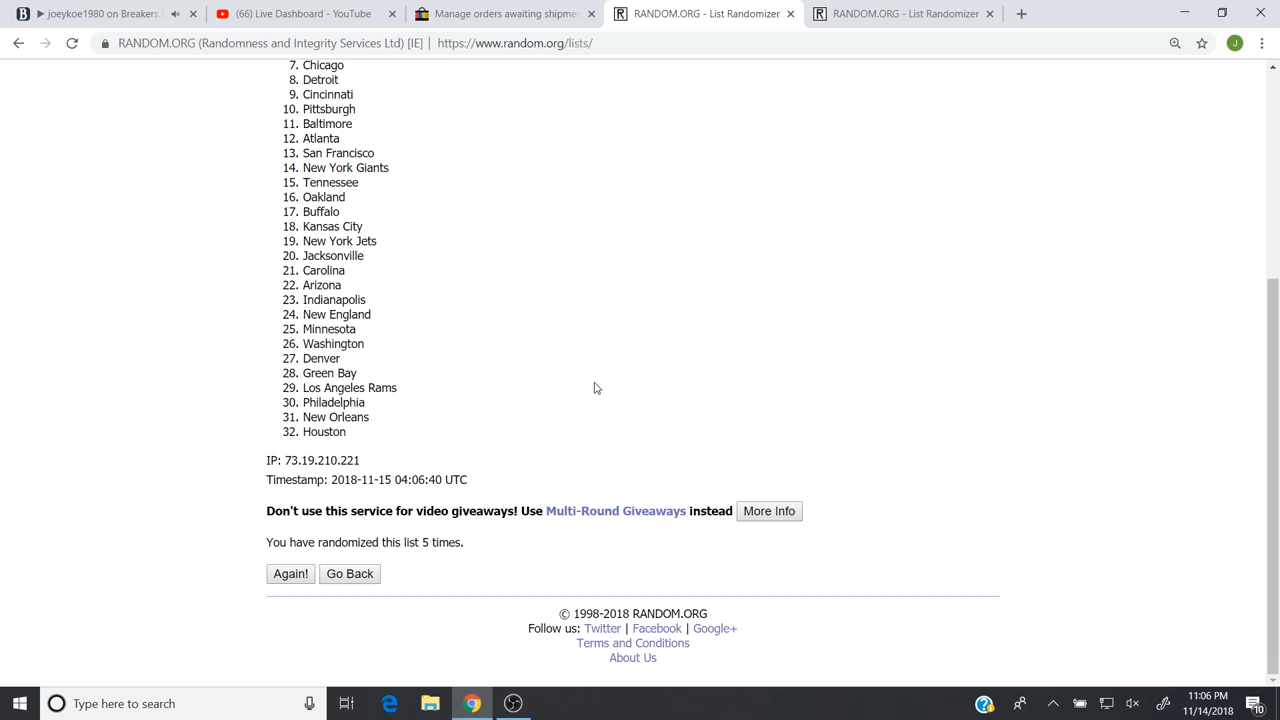 joeykoe1980 on Breakers
(66) Live Dashboard - YouTube
Manage orders awaiting shipmen
RANDOM.ORG - List Randomizer
RANDOM.ORG - List Randomizer
RANDOM.ORG (Randomness and Integrity Services Ltd) [IE] | https://www.random.org/lists/
J
7. Chicago
8. Detroit
9. Cincinnati
10. Pittsburgh
11. Baltimore
12. Atlanta
13. San Francisco
14. New York Giants
15. Tennessee
16. Oakland
17. Buffalo
18. Kansas City
19. New York Jets
20. Jacksonville
21. Carolina
22. Arizona
23. Indianapolis
24. New England
25. Minnesota
26. Washington
27. Denver
28. Green Bay
29. Los Angeles Rams
30. Philadelphia
31. New Orleans
32. Houston
IP: 73.19.210.221
Timestamp: 2018-11-15 04:06:40 UTC
Don't use this service for video giveaways! Use Multi-Round Giveaways instead More Info
You have randomized this list 5 times.
Again! Go Back
© 1998-2018 RANDOM.ORG
Follow us: Twitter | Facebook | Google+
Terms and Conditions
About Us
Type here to search
11:06 PM
11/14/2018
10